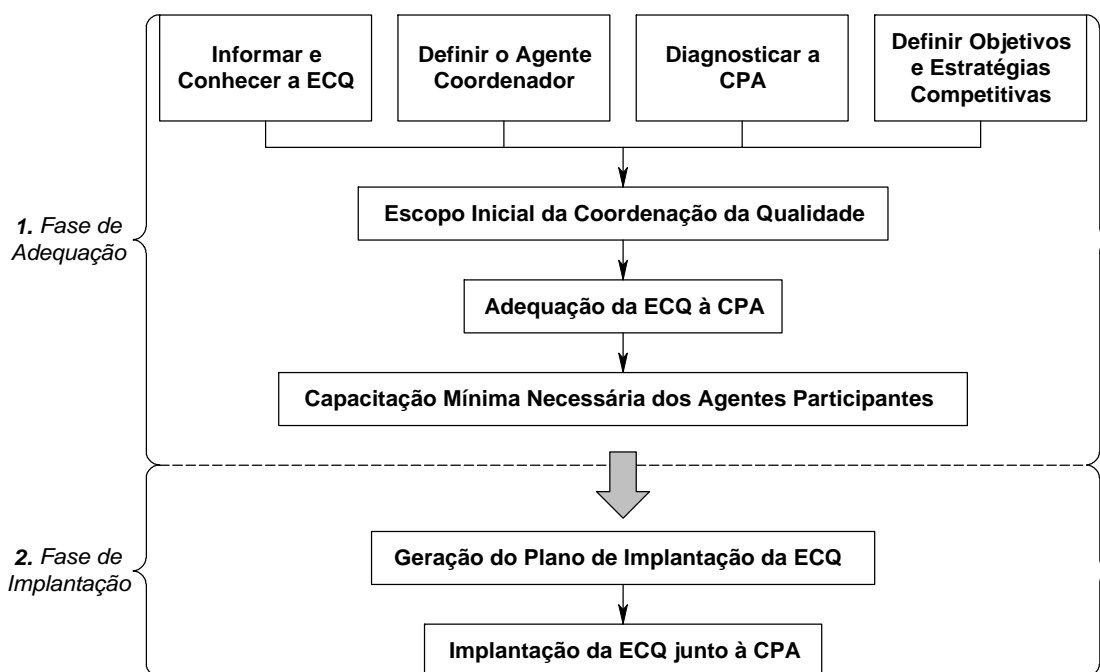 Informar e
Conhecer a ECQ
Definir o Agente
Coordenador
Diagnosticar a
CPA
Definir Objetivos
e Estratégias
Competitivas
Escopo Inicial da Coordenação da Qualidade
1. Fase de
Adequação
Adequação da ECQ à CPA
Capacitação Mínima Necessária dos Agentes Participantes
2. Fase de
Implantação
Geração do Plano de Implantação da ECQ
Implantação da ECQ junto à CPA